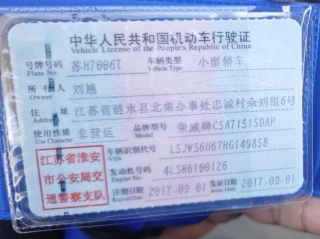 中华人民共和国机动车行驶证
Vehicle License of the People's Republic of China
号牌号码 苏H7006T 车辆类型 小型轿车
Plate No. Vehicle Type
所有人 刘旭
Owner
住址 江苏省涟水县北集办事处忠诚村余刘组6号
Address
使用性质 非营运 品牌型号 荣威牌CSA7151SDAP
Use Character Model
江苏省淮安
市公安局交
通警察支队
车辆识别代号 LSJW56U67HG149858
VIN
发动机号码 4LSH6100126
Engine No.
注册日期 2017-09-01 发证日期 2017-09-01
Register Date Issue Date